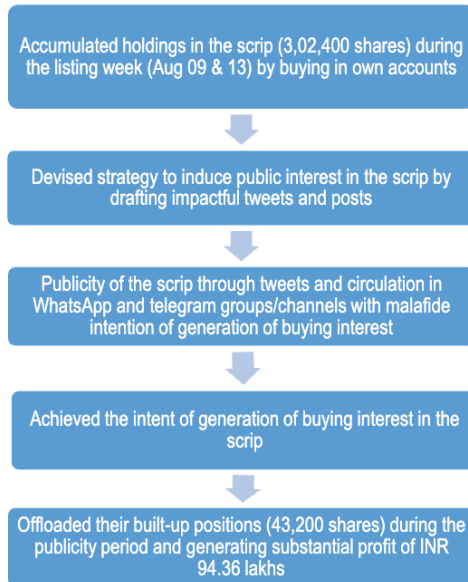 Accumulated holdings in the scrip (3,02,400 shares) during
the listing week (Aug 09 & 13) by buying in own accounts
Devised strategy to induce public interest in the scrip by
drafting impactful tweets and posts
Publicity of the scrip through tweets and circulation in
WhatsApp and telegram groups/channels with malafide
intention of generation of buying interest
Achieved the intent of generation of buying interest in the
scrip
Offloaded their built-up positions (43,200 shares) during the
publicity period and generating substantial profit of INR
94.36 lakhs